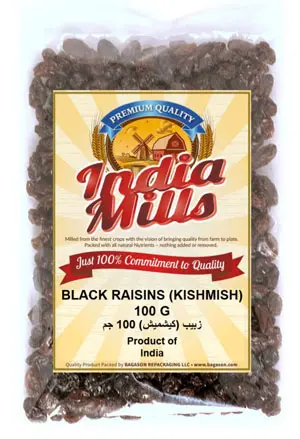 PREMIUM QUALITY
India
Mills
Milled from the finest crops with the vision of bringing quality from farm to plate.
Packed with all natural Nutrients – nothing added or removed.
Just 100% Commitment to Quality
BLACK RAISINS (KISHMISH)
100 G
زبيب (كيشميش) 100 جم
Product of
India
Quality Product Packed by BAGASON REPACKAGING LLC • www.bagason.com